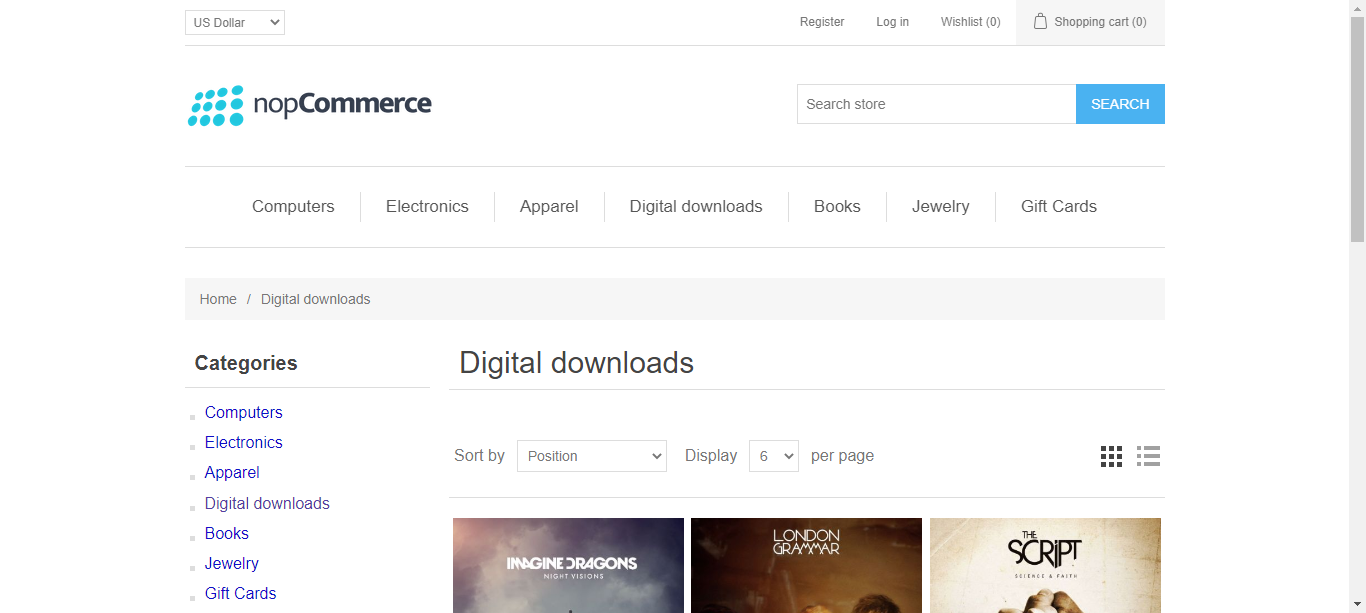 US Dollar
Register
Log in
Wishlist (0)
Shopping cart (0)
nopCommerce
Search store
SEARCH
Computers
Electronics
Apparel
Digital downloads
Books
Jewelry
Gift Cards
Home / Digital downloads
Categories
Computers
Electronics
Apparel
Digital downloads
Books
Jewelry
Gift Cards
Digital downloads
Sort by Position Display 6 per page
IMAGINE DRAGONS
NIGHT VISIONS
LONDON
GRAMMAR
THE
SCRIPT
SCIENCE & FAITH